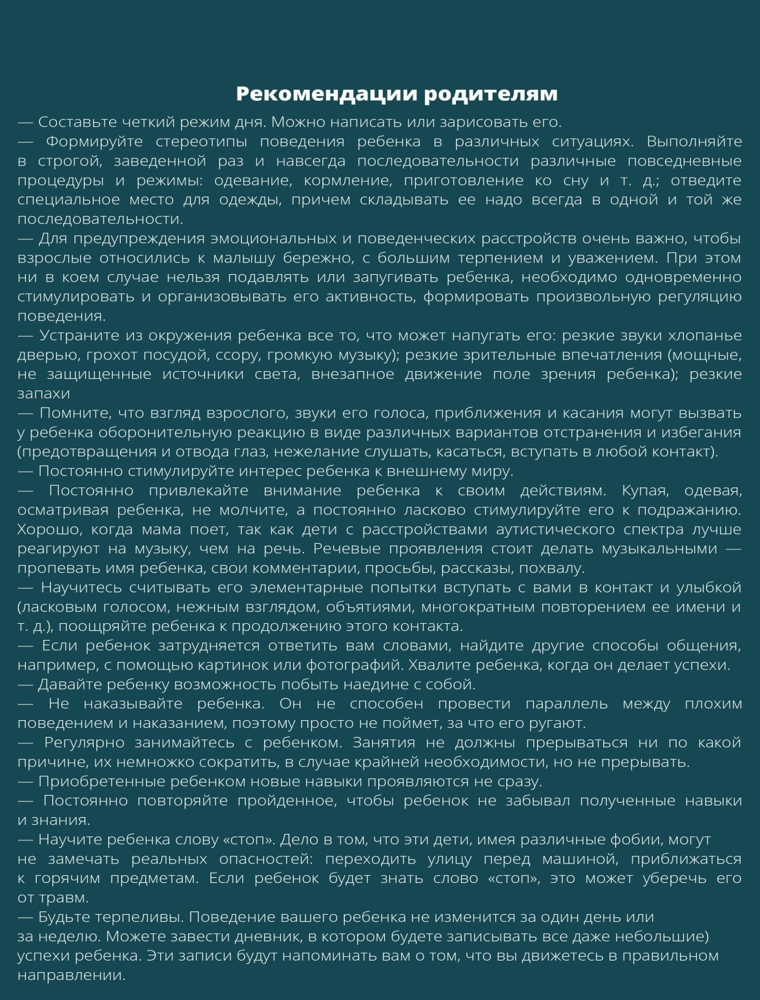 Рекомендации родителям
— Составьте четкий режим дня. Можно написать или зарисовать его.
— Формируйте стереотипы поведения ребенка в различных ситуациях. Выполняйте
в строгой, заведенной раз и навсегда последовательности различные повседневные
процедуры и режимы: одевание, кормление, приготовление ко сну и т. д.; отведите
специальное место для одежды, причем складывать ее надо всегда в одной и той же
последовательности.
— Для предупреждения эмоциональных и поведенческих расстройств очень важно, чтобы
взрослые относились к малышу бережно, с большим терпением и уважением. При этом
ни в коем случае нельзя подавлять или запугивать ребенка, необходимо одновременно
стимулировать и организовывать его активность, формировать произвольную регуляцию
поведения.
— Устраните из окружения ребенка все то, что может напугать его: резкие звуки хлопанье
дверью, грохот посудой, ссору, громкую музыку); резкие зрительные впечатления (мощные,
не защищенные источники света, внезапное движение поле зрения ребенка); резкие
запахи
— Помните, что взгляд взрослого, звуки его голоса, приближения и касания могут вызвать
у ребенка оборонительную реакцию в виде различных вариантов отстранения и избегания
(предотвращения и отвода глаз, нежелание слушать, касаться, вступать в любой контакт).
— Постоянно стимулируйте интерес ребенка к внешнему миру.
— Постоянно привлекайте внимание ребенка к своим действиям. Купая, одевая,
осматривая ребенка, не молчите, а постоянно ласково стимулируйте его к подражанию.
Хорошо, когда мама поет, так как дети с расстройствами аутистического спектра лучше
реагируют на музыку, чем на речь. Речевые проявления стоит делать музыкальными —
пропевать имя ребенка, свои комментарии, просьбы, рассказы, похвалу.
— Научитесь считывать его элементарные попытки вступать с вами в контакт и улыбкой
(ласковым голосом, нежным взглядом, объятиями, многократным повторением ее имени и
т. д.), поощряйте ребенка к продолжению этого контакта.
— Если ребенок затрудняется ответить вам словами, найдите другие способы общения,
например, с помощью картинок или фотографий. Хвалите ребенка, когда он делает успехи.
— Давайте ребенку возможность побыть наедине с собой.
— Не наказывайте ребенка. Он не способен провести параллель между плохим
поведением и наказанием, поэтому просто не поймет, за что его ругают.
— Регулярно занимайтесь с ребенком. Занятия не должны прерываться ни по какой
причине, их немножко сократить, в случае крайней необходимости, но не прерывать.
— Приобретенные ребенком новые навыки проявляются не сразу.
— Постоянно повторяйте пройденное, чтобы ребенок не забывал полученные навыки
и знания.
— Научите ребенка слову «стоп». Дело в том, что эти дети, имея различные фобии, могут
не замечать реальных опасностей: переходить улицу перед машиной, приближаться
к горячим предметам. Если ребенок будет знать слово «стоп», это может уберечь его
от травм.
— Будьте терпеливы. Поведение вашего ребенка не изменится за один день или
за неделю. Можете завести дневник, в котором будете записывать все даже небольшие)
успехи ребенка. Эти записи будут напоминать вам о том, что вы движетесь в правильном
направлении.